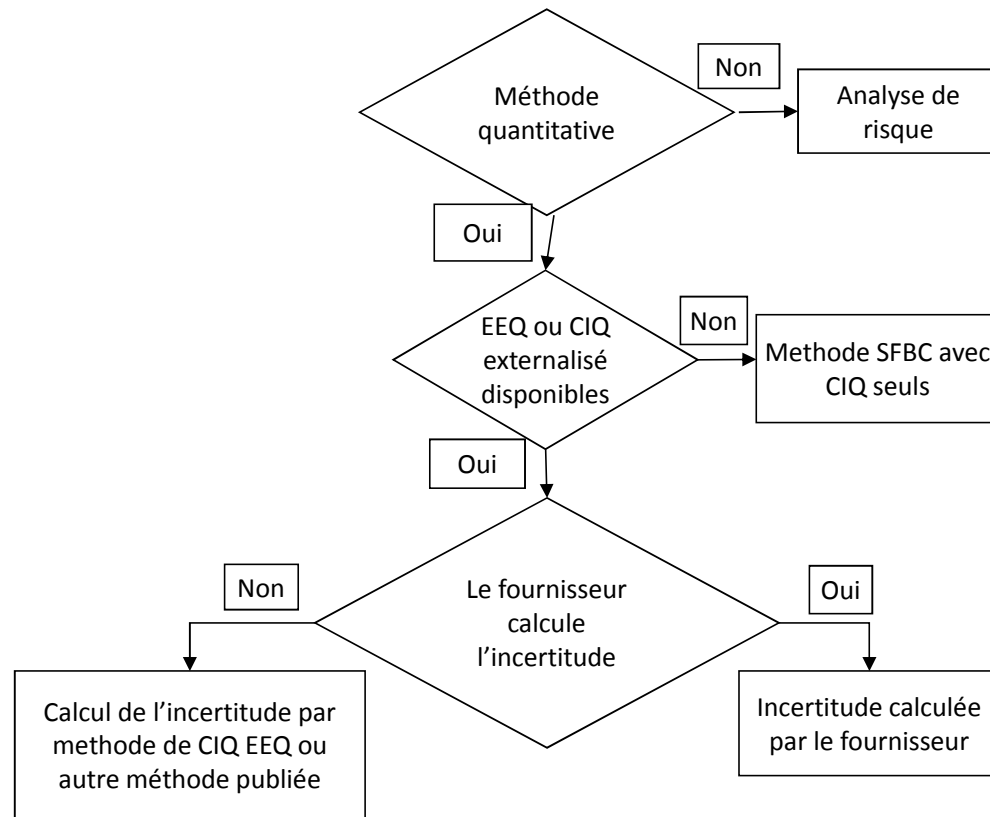 Méthode
quantitative
Non
Analyse de
risque
Oui
EEQ ou CIQ
externalisé
disponibles
Non
Methode SFBC avec
CIQ seuls
Oui
Le fournisseur
calcule
l'incertitude
Non
Oui
Calcul de l'incertitude par
methode de CIQ EEQ ou
autre méthode publiée
Incertitude calculée
par le fournisseur